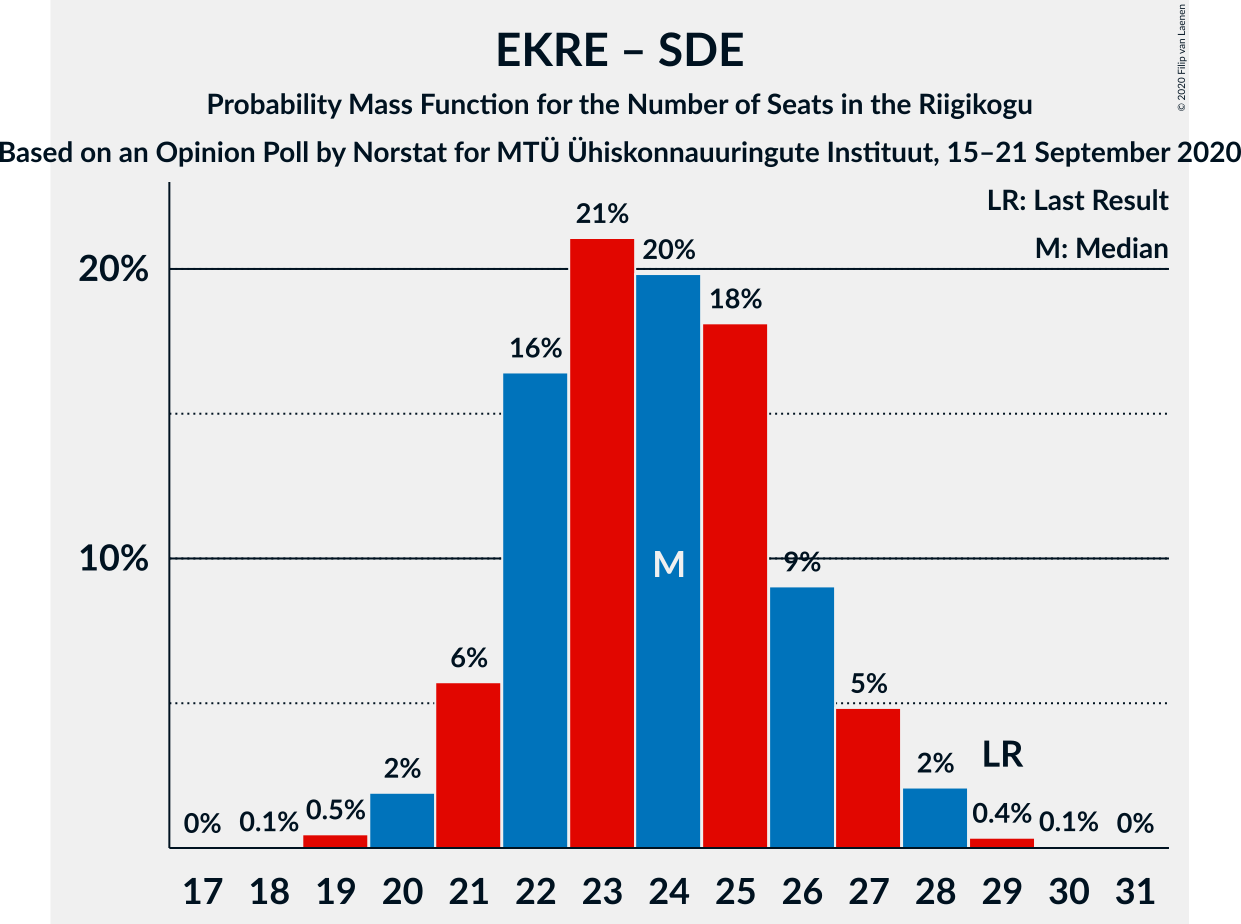 EKRE – SDE
Probability Mass Function for the Number of Seats in the Riigikogu
Based on an Opinion Poll by Norstat for MTÜ Ühiskonnauuringute Instituut, 15–21 September 2020
© 2020 Filip van Laenen
LR: Last Result
M: Median
20%
10%
0% 0.1% 0.5% 2% 6% 16% 21% 20% 18% 9% 5% 2% 0.4% 0.1% 0%
M
LR
17 18 19 20 21 22 23 24 25 26 27 28 29 30 31